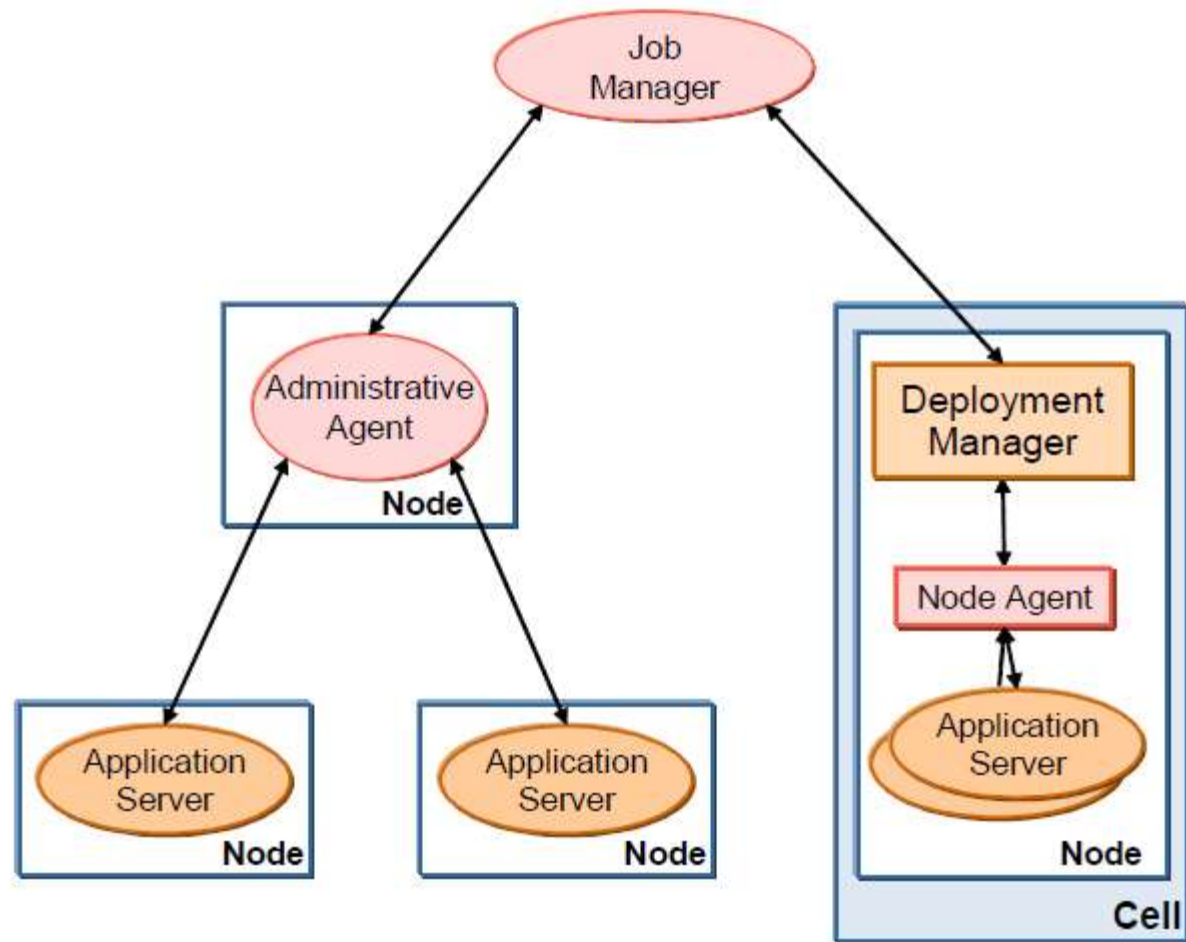 Job
Manager
Administrative
Agent
Node
Deployment
Manager
Node Agent
Application
Server
Node
Application
Server
Node
Application
Server
Node
Cell